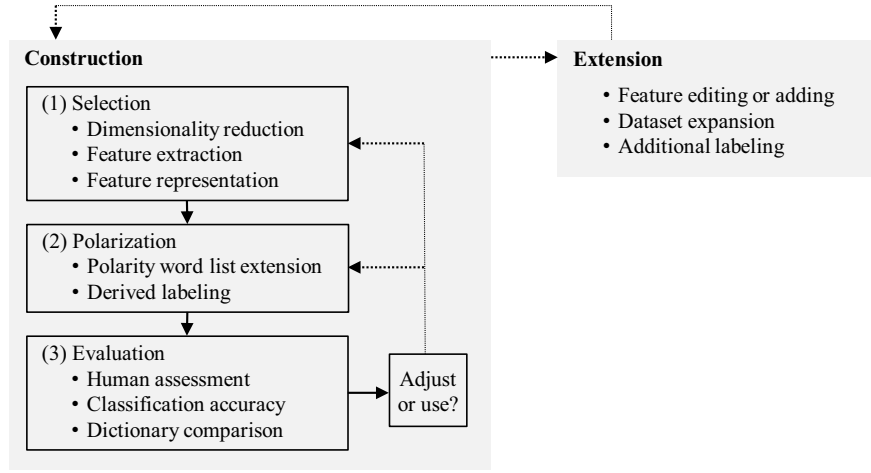 Construction
(1) Selection
• Dimensionality reduction
• Feature extraction
• Feature representation
(2) Polarization
• Polarity word list extension
• Derived labeling
(3) Evaluation
• Human assessment
• Classification accuracy
• Dictionary comparison
Adjust
or use?
Extension
• Feature editing or adding
• Dataset expansion
• Additional labeling